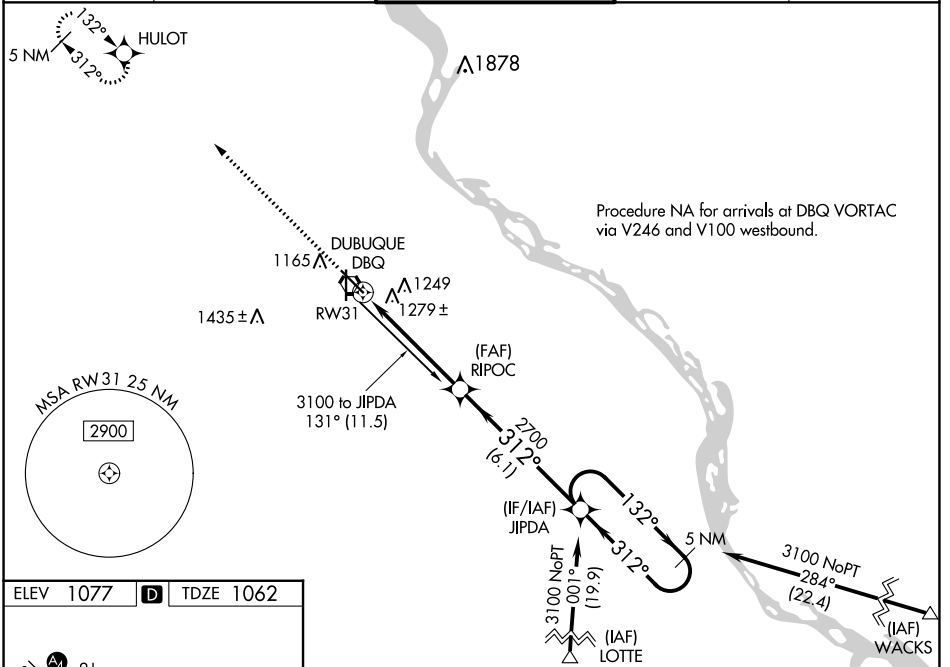 132°
HULOT
5 NM
312°
1878
Procedure NA for arrivals at DBQ VORTAC
via V246 and V100 westbound.
DUBUQUE
DBQ
1165
1249
1279 ±
RW31
1435 ±
(FAF)
RIPOC
MSA RW31 25 NM
2900
3100 to JIPDA
131° (11.5)
2700
312°
(6.1)
(IF/IAF)
JIPDA
132°
312°
5 NM
3100 NoPT
284°
(22.4)
(IAF)
WACKS
3100 NoPT
001°
(19.9)
(IAF)
LOTTE
ELEV 1077 D TDZE 1062